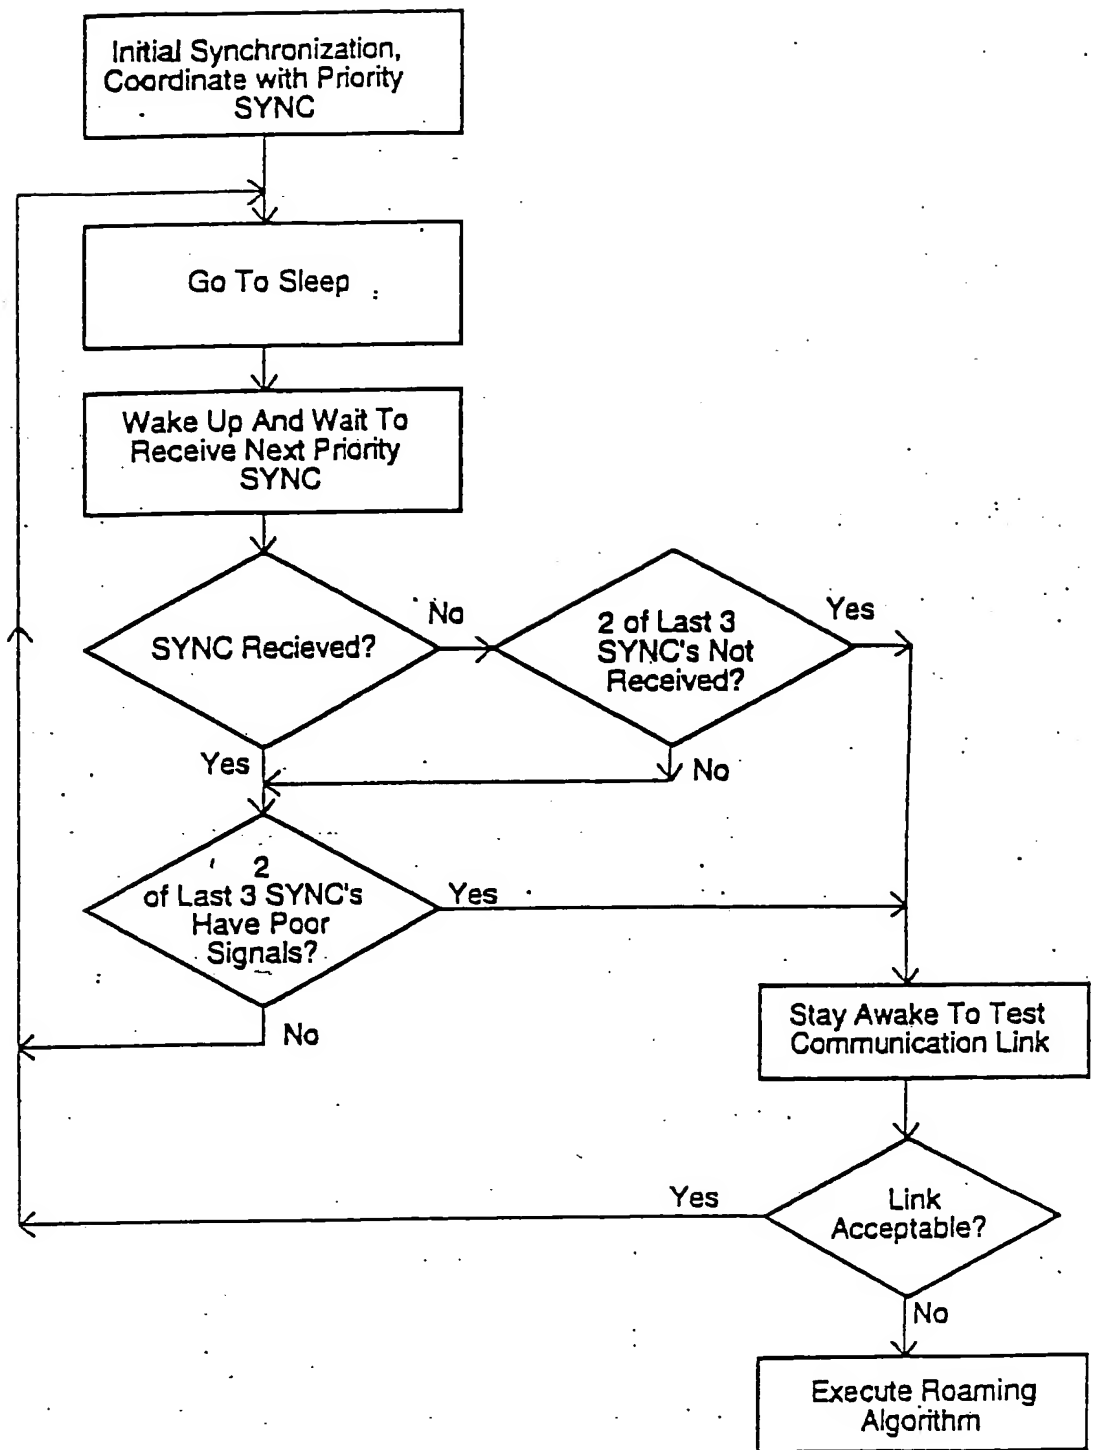 Initial Synchronization,
Coordinate with Priority
SYNC
Go To Sleep
Wake Up And Wait To
Receive Next Priority
SYNC
SYNC Recieved?
No
2 of Last 3
SYNC's Not
Received?
Yes
Yes
No
2
of Last 3 SYNC's
Have Poor
Signals?
Yes
No
Stay Awake To Test
Communication Link
Yes
Link
Acceptable?
No
Execute Roaming
Algorithm